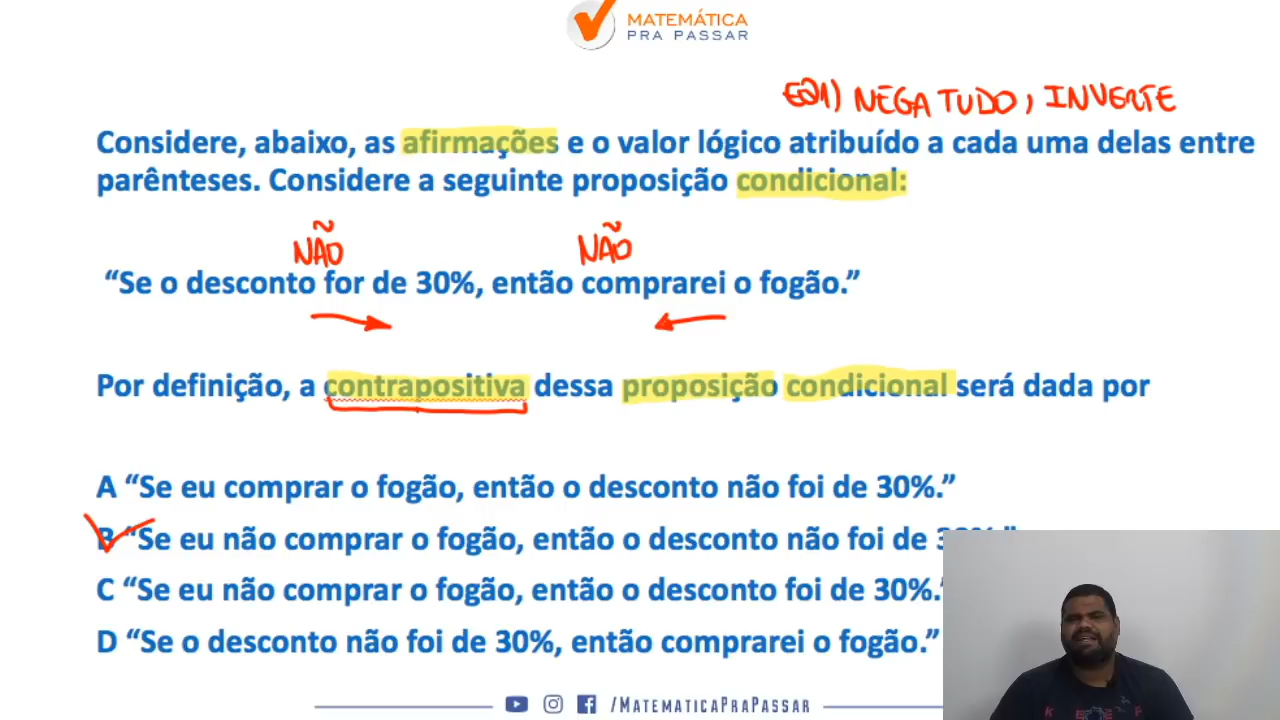 MATEMÁTICA
PRA PASSAR
EQ1) NEGA TUDO, INVERTE
Considere, abaixo, as afirmações e o valor lógico atribuído a cada uma delas entre
parênteses. Considere a seguinte proposição condicional:
NÃO NÃO
“Se o desconto for de 30%, então comprarei o fogão.”
Por definição, a contrapositiva dessa proposição condicional será dada por
A “Se eu comprar o fogão, então o desconto não foi de 30%.”
B “Se eu não comprar o fogão, então o desconto não foi de
C “Se eu não comprar o fogão, então o desconto foi de 30%.”
D “Se o desconto não foi de 30%, então comprarei o fogão.”
/MATEMATICAPRAPASSAR